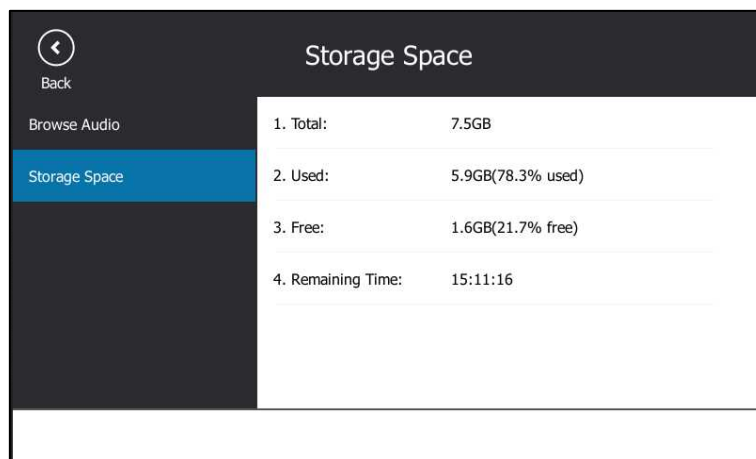 Storage Space
Back
Browse Audio
Storage Space
1. Total: 7.5GB
2. Used: 5.9GB(78.3% used)
3. Free: 1.6GB(21.7% free)
4. Remaining Time: 15:11:16